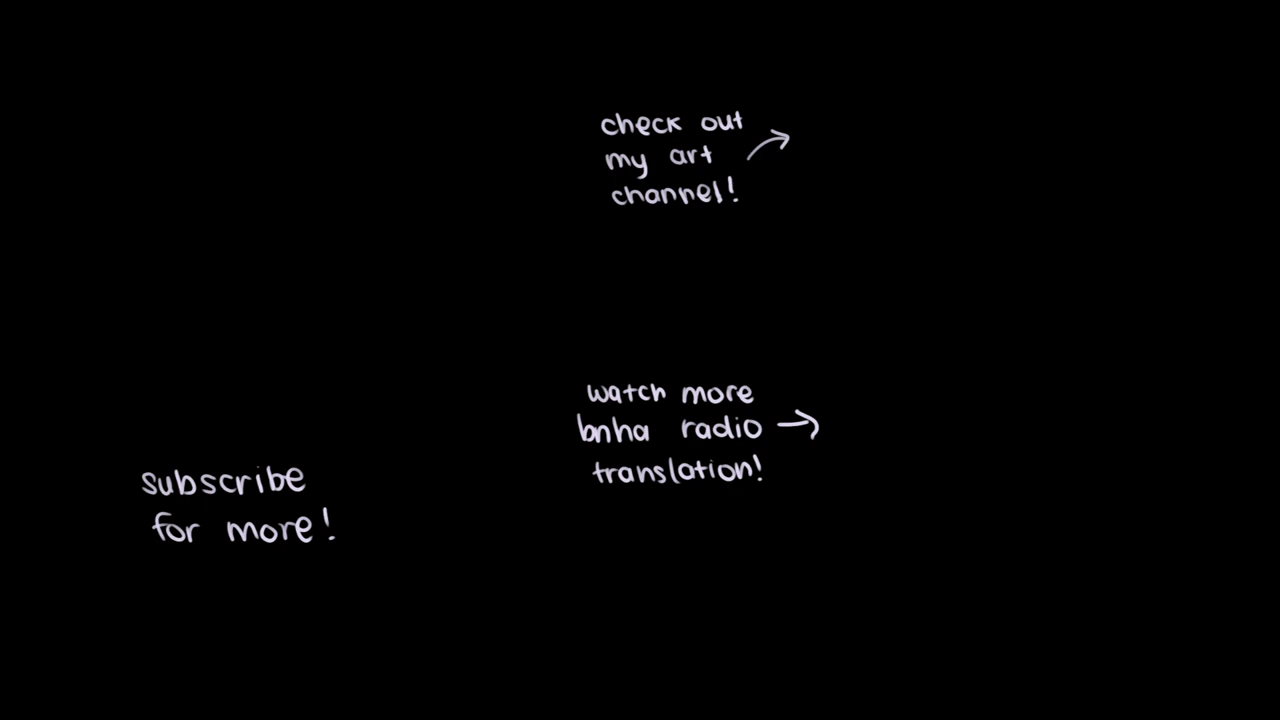 check out
my art
channel!
watch more
bnha radio
translation!
subscribe
for more!